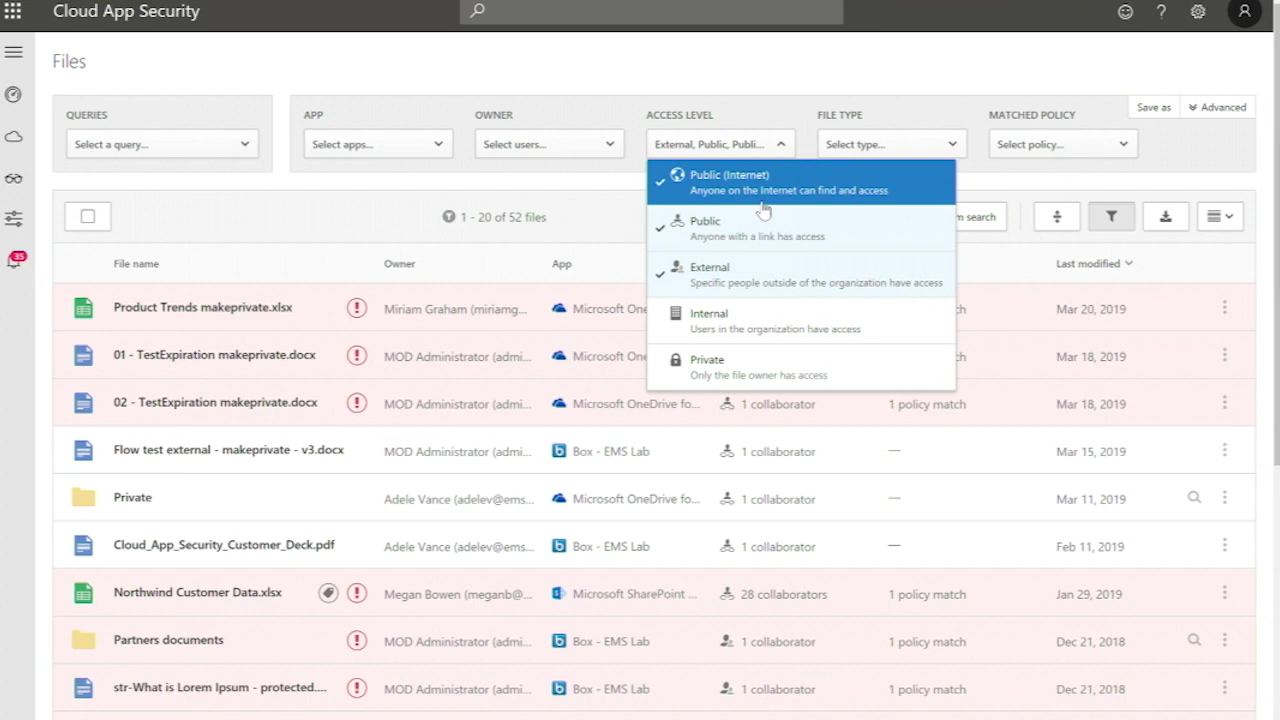 Cloud App Security
Files
QUERIES
APP
OWNER
ACCESS LEVEL
FILE TYPE
MATCHED POLICY
Save as
Advanced
Select a query...
Select apps...
Select users...
External, Public, Publi...
Select type...
Select policy...
Public (Internet)
Anyone on the Internet can find and access
Public
Anyone with a link has access
External
Specific people outside of the organization have access
Internal
Users in the organization have access
Private
Only the file owner has access
1 - 20 of 52 files
search
35
File name
Owner
App
Last modified
Product Trends makeprivate.xlsx
Miriam Graham (miriamg...
Microsoft One
Mar 20, 2019
01 - TestExpiration makeprivate.docx
MOD Administrator (admi...
Microsoft One
Mar 18, 2019
02 - TestExpiration makeprivate.docx
MOD Administrator (admi...
Microsoft OneDrive fo...
1 collaborator
1 policy match
Mar 18, 2019
Flow test external - makeprivate - v3.docx
MOD Administrator (admi...
Box - EMS Lab
1 collaborator
—
Mar 15, 2019
Private
Adele Vance (adelev@ems...
Microsoft OneDrive fo...
1 collaborator
—
Mar 11, 2019
Cloud_App_Security_Customer_Deck.pdf
Adele Vance (adelev@ems...
Box - EMS Lab
1 collaborator
—
Feb 11, 2019
Northwind Customer Data.xlsx
Megan Bowen (meganb@...
Microsoft SharePoint ...
28 collaborators
1 policy match
Jan 29, 2019
Partners documents
MOD Administrator (admi...
Box - EMS Lab
1 collaborator
1 policy match
Dec 21, 2018
str-What is Lorem Ipsum - protected....
MOD Administrator (admi...
Box - EMS Lab
1 collaborator
1 policy match
Dec 21, 2018